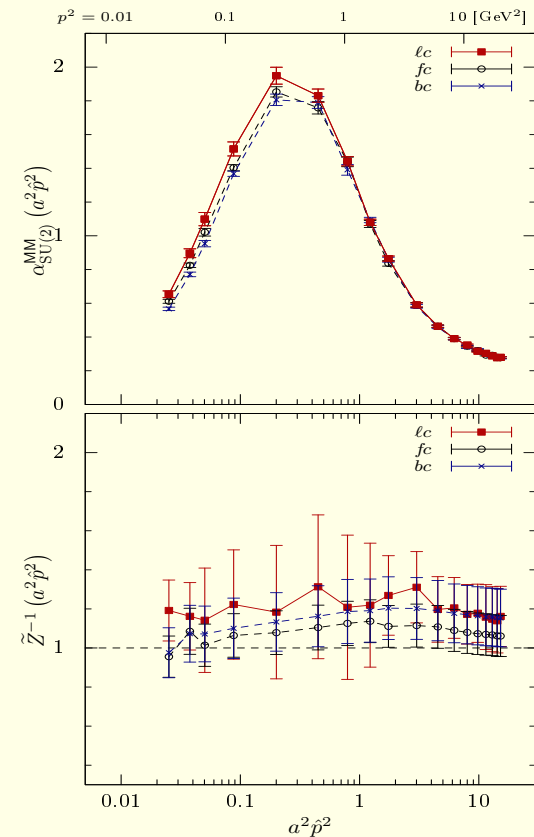 p² = 0.01 0.1 1 10 [GeV²]
ℓc
fc
bc
2
α^MM_SU(2) (a²p̂²)
1
0
ℓc
fc
bc
2
Z̃⁻¹ (a²p̂²)
1
0.01 0.1 1 10
a²p̂²